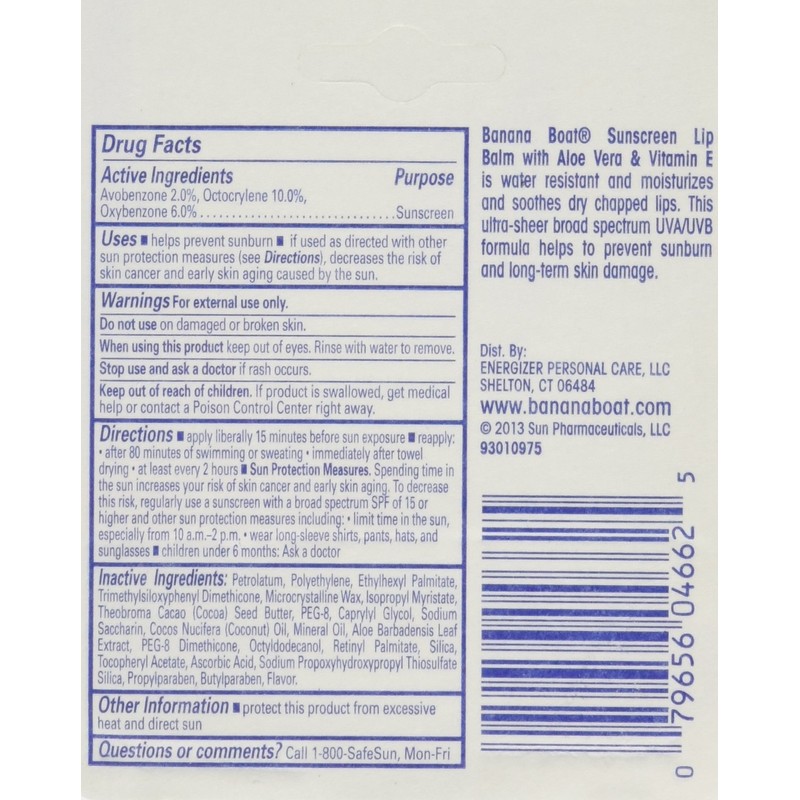 Drug Facts
Active Ingredients Purpose
Avobenzone 2.0%, Octocrylene 10.0%,
Oxybenzone 6.0%..............................Sunscreen
Uses ■ helps prevent sunburn ■ if used as directed with other
sun protection measures (see Directions), decreases the risk of
skin cancer and early skin aging caused by the sun.
Warnings For external use only.
Do not use on damaged or broken skin.
When using this product keep out of eyes. Rinse with water to remove.
Stop use and ask a doctor if rash occurs.
Keep out of reach of children. If product is swallowed, get medical
help or contact a Poison Control Center right away.
Directions ■ apply liberally 15 minutes before sun exposure ■ reapply:
• after 80 minutes of swimming or sweating • immediately after towel
drying • at least every 2 hours ■ Sun Protection Measures. Spending time in
the sun increases your risk of skin cancer and early skin aging. To decrease
this risk, regularly use a sunscreen with a broad spectrum SPF of 15 or
higher and other sun protection measures including: • limit time in the sun,
especially from 10 a.m.–2 p.m. • wear long-sleeve shirts, pants, hats, and
sunglasses ■ children under 6 months: Ask a doctor
Inactive Ingredients: Petrolatum, Polyethylene, Ethylhexyl Palmitate,
Trimethylsiloxyphenyl Dimethicone, Microcrystalline Wax, Isopropyl Myristate,
Theobroma Cacao (Cocoa) Seed Butter, PEG-8, Caprylyl Glycol, Sodium
Saccharin, Cocos Nucifera (Coconut) Oil, Mineral Oil, Aloe Barbadensis Leaf
Extract, PEG-8 Dimethicone, Octyldodecanol, Retinyl Palmitate, Silica,
Tocopheryl Acetate, Ascorbic Acid, Sodium Propoxyhydroxypropyl Thiosulfate
Silica, Propylparaben, Butylparaben, Flavor.
Other Information ■ protect this product from excessive
heat and direct sun
Questions or comments? Call 1-800-SafeSun, Mon-Fri
Banana Boat® Sunscreen Lip
Balm with Aloe Vera & Vitamin E
is water resistant and moisturizes
and soothes dry chapped lips. This
ultra-sheer broad spectrum UVA/UVB
formula helps to prevent sunburn
and long-term skin damage.
Dist. By:
ENERGIZER PERSONAL CARE, LLC
SHELTON, CT 06484
www.bananaboat.com
© 2013 Sun Pharmaceuticals, LLC
93010975
0 79656 04662 5